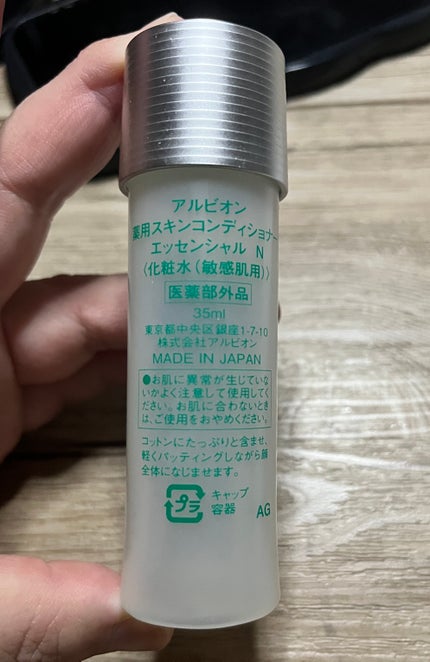 アルビオン
薬用スキンコンディショナー
エッセンシャル N
〈化粧水(敏感肌用)〉
医薬部外品
35ml
東京都中央区銀座1-7-10
株式会社アルビオン
MADE IN JAPAN
●お肌に異常が生じていな
いかよく注意して使用してく
ださい。お肌に合わないとき
は、ご使用をおやめください。
コットンにたっぷりと含ませ、
軽くパッティングしながら顔
全体になじませます。
プラ
キャップ
容器
AG